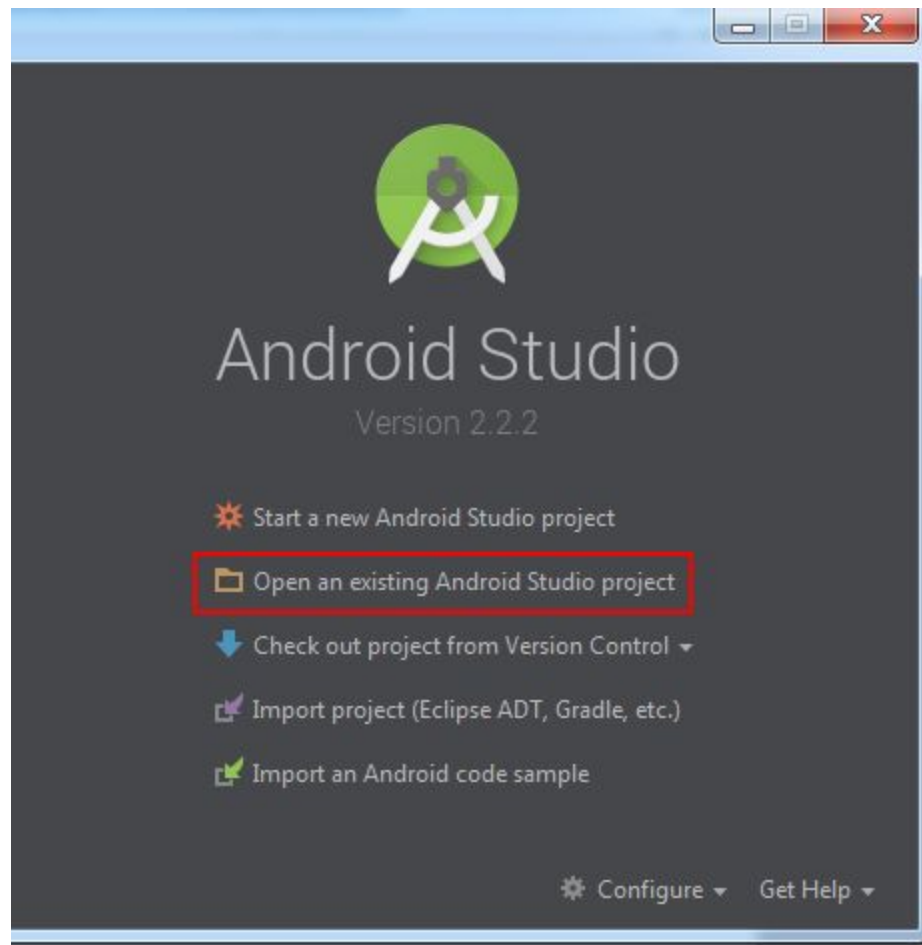 Android Studio
Version 2.2.2
Start a new Android Studio project
Open an existing Android Studio project
Check out project from Version Control
Import project (Eclipse ADT, Gradle, etc.)
Import an Android code sample
Configure Get Help